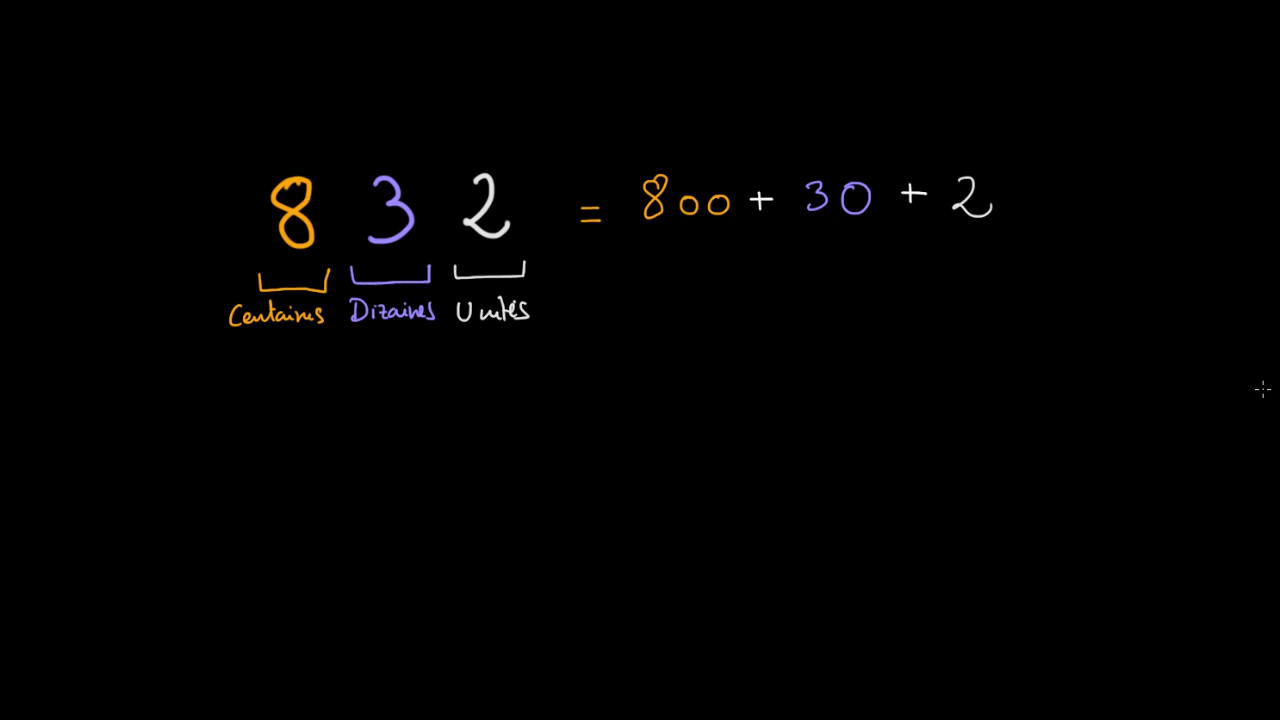 8 3 2 = 800 + 30 + 2
Centaines Dizaines Unités